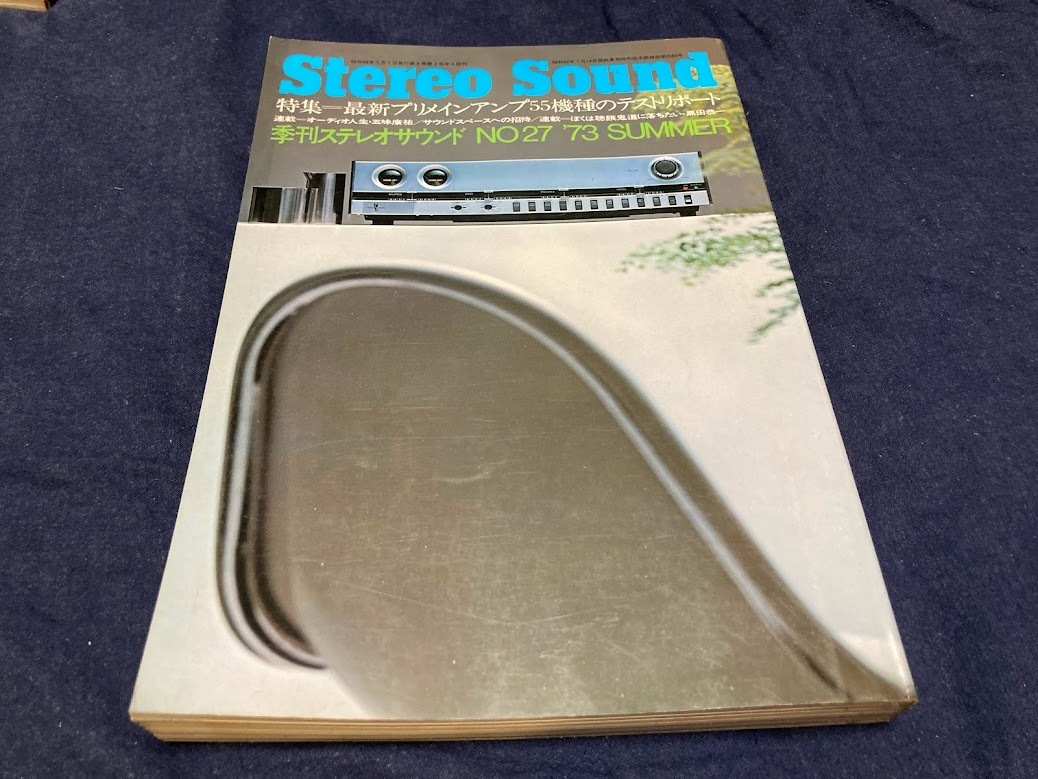 Stereo Sound
特集—最新プリメインアンプ55機種のテストリポート
連載—オーディオ人生・五味康祐/サウンドスペースへの招待/連載—ぼくは聴鏡鬼道に落ちたい・黒田恭一
季刊ステレオサウンド NO27 '73 SUMMER